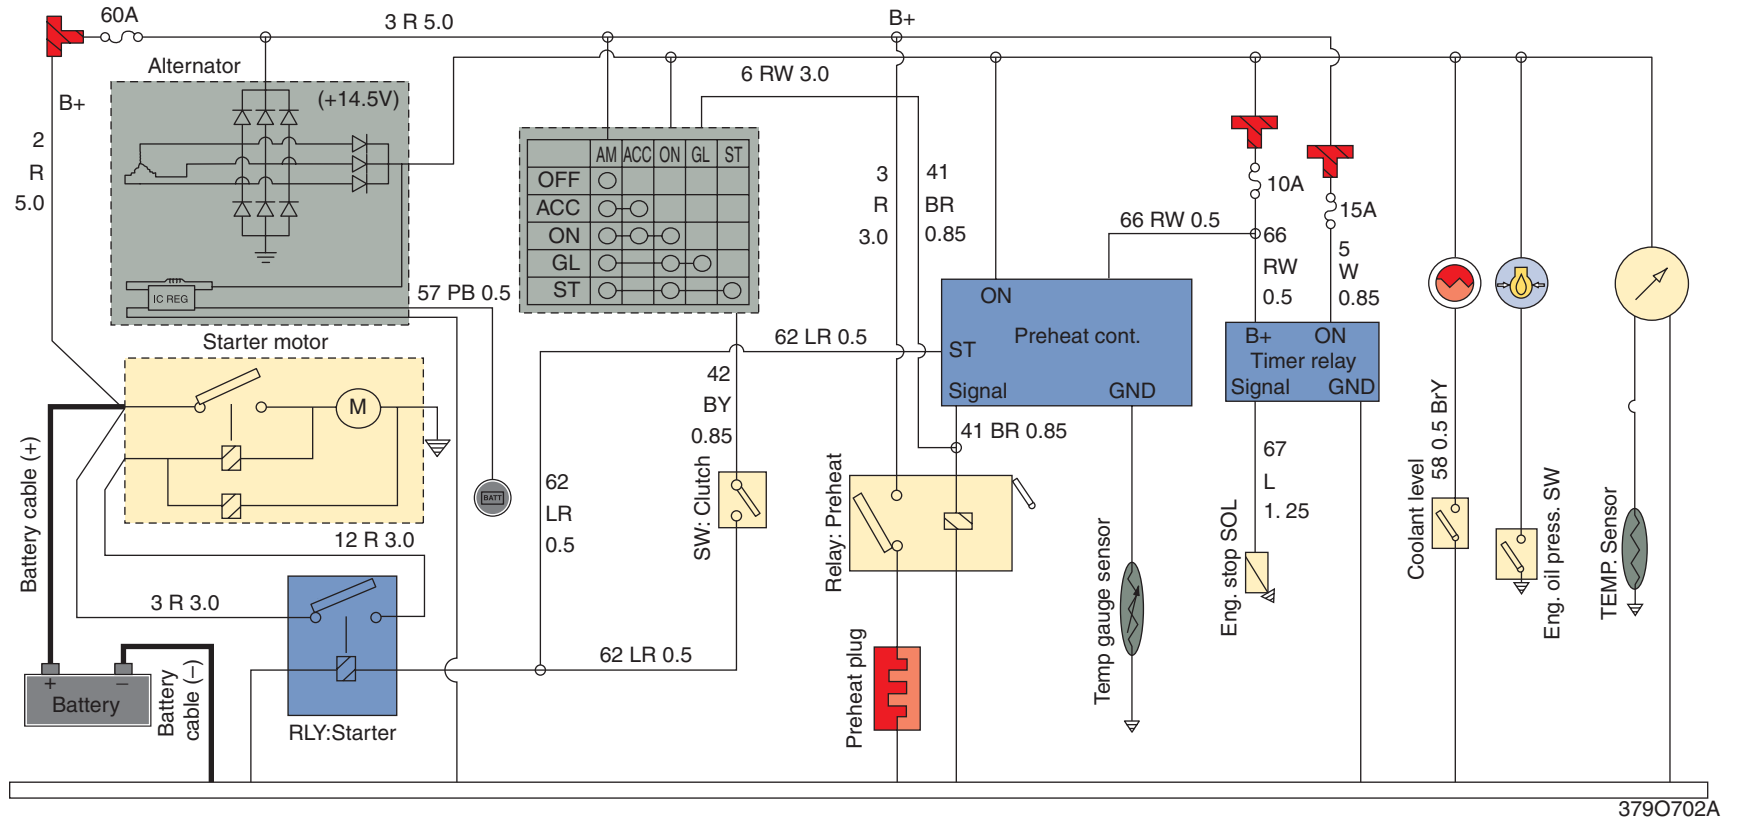 60A
3 R 5.0
B+
Alternator
(+14.5V)
6 RW 3.0
B+
2
R
5.0
AM ACC ON GL ST
OFF
ACC
ON
GL
ST
3
R
3.0
41
BR
0.85
10A
15A
66 RW 0.5
66
RW
0.5
5
W
0.85
IC REG
57 PB 0.5
Starter motor
M
62 LR 0.5
ON
Preheat cont.
ST
Signal
GND
B+
ON
Timer relay
Signal
GND
42
BY
0.85
41 BR 0.85
SW: Clutch
Relay: Preheat
67
L
1. 25
58 0.5 BrY
Coolant level
Eng. oil press. SW
TEMP. Sensor
Eng. stop SOL
Temp gauge sensor
Battery cable (+)
BATT
62
LR
0.5
12 R 3.0
3 R 3.0
62 LR 0.5
RLY:Starter
Preheat plug
+
–
Battery
Battery
cable (–)
379O702A